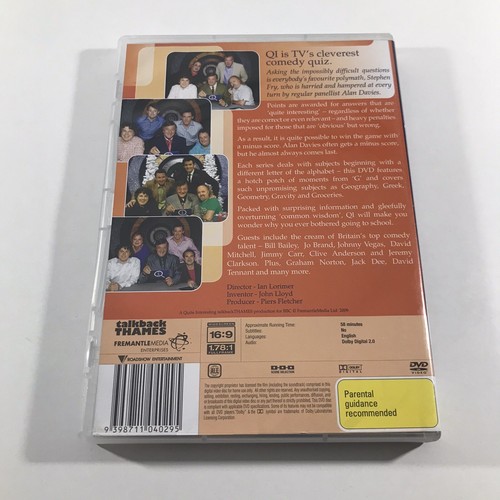 QI is TV's cleverest
comedy quiz.
Asking the impossibly difficult questions
is everybody's favourite polymath, Stephen
Fry, who is harried and hampered at every
turn by regular panellist Alan Davies.
Points are awarded for answers that are
'quite interesting' – regardless of whether
they are correct or even relevant – and heavy penalties
imposed for those that are 'obvious' but wrong.
As a result, it is quite possible to win the game with
a minus score. Alan Davies often gets a minus score,
but he almost always comes last.
Each series deals with subjects beginning with a
different letter of the alphabet – this DVD features
a hotch potch of moments from 'G' and covers
such unpromising subjects as Geography, Greek,
Geometry, Gravity and Groceries.
Packed with surprising information and gleefully
overturning 'common wisdom', QI will make you
wonder why you ever bothered going to school.
Guests include the cream of Britain's top comedy
talent – Bill Bailey, Jo Brand, Johnny Vegas, David
Mitchell, Jimmy Carr, Clive Anderson and Jeremy
Clarkson. Plus, Graham Norton, Jack Dee, David
Tennant and many more.
Director - Ian Lorimer
Inventor - John Lloyd
Producer - Piers Fletcher
talkback
THAMES
FREMANTLEMEDIA
ENTERPRISES
ROADSHOW ENTERTAINMENT
16:9
1.78:1
Approximate Running Time: 58 minutes
Subtitles: No
Languages: English
Audio: Dolby Digital 2.0
ALL
DOLBY
DIGITAL
DVD
VIDEO
Parental
guidance
recommended
9 398711 040295